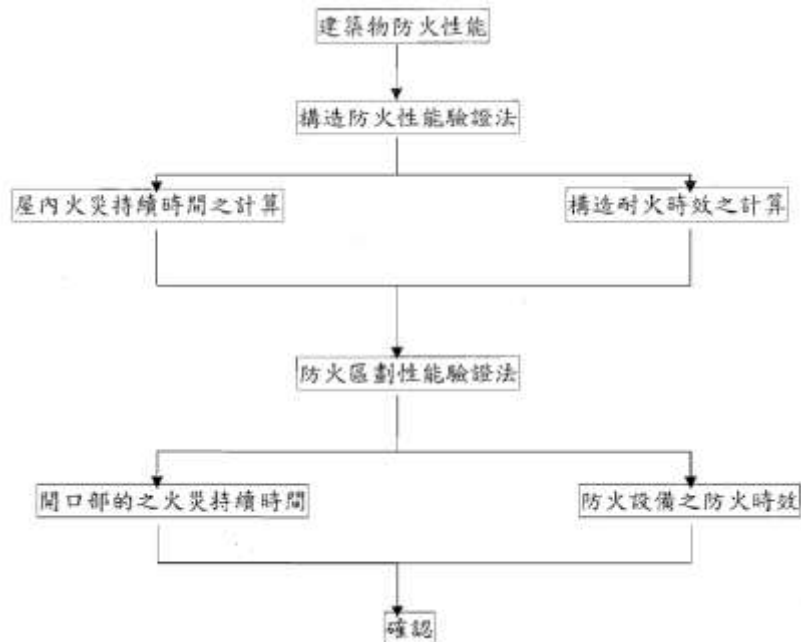 建築物防火性能
構造防火性能驗證法
屋內火災持續時間之計算
構造耐火時效之計算
防火區劃性能驗證法
開口部的之火災持續時間
防火設備之防火時效
確認